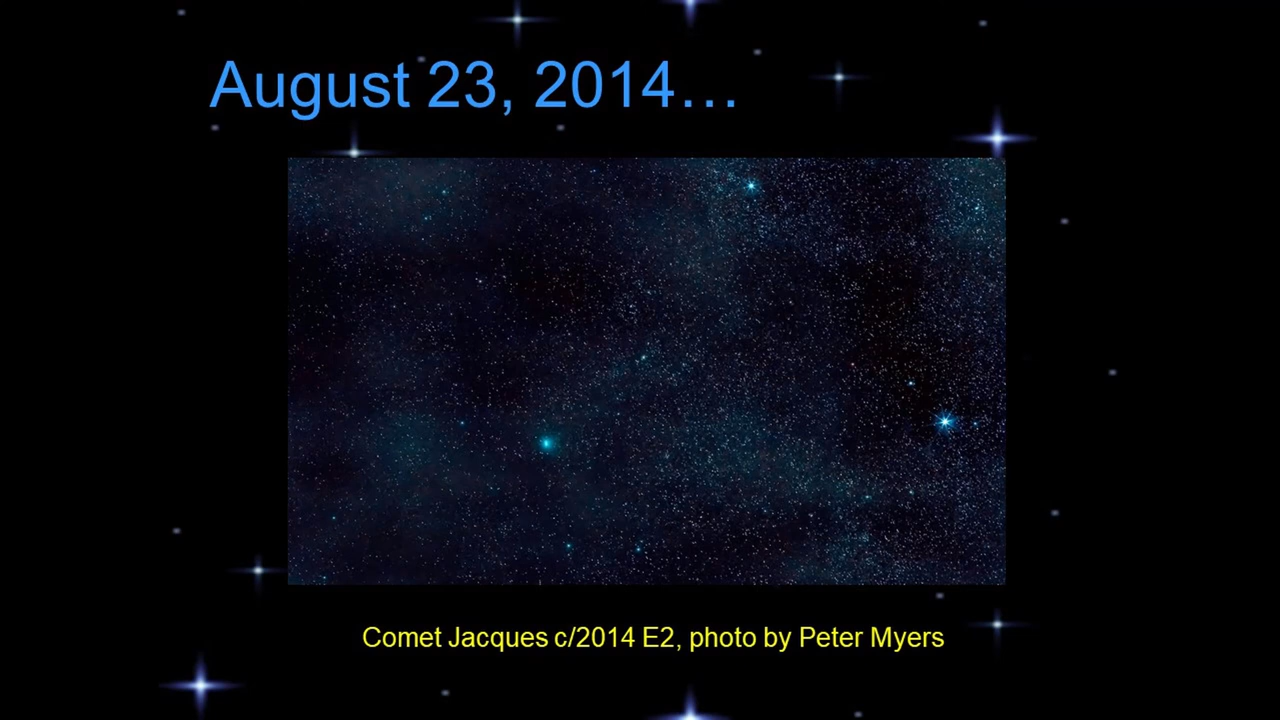 August 23, 2014…
Comet Jacques c/2014 E2, photo by Peter Myers